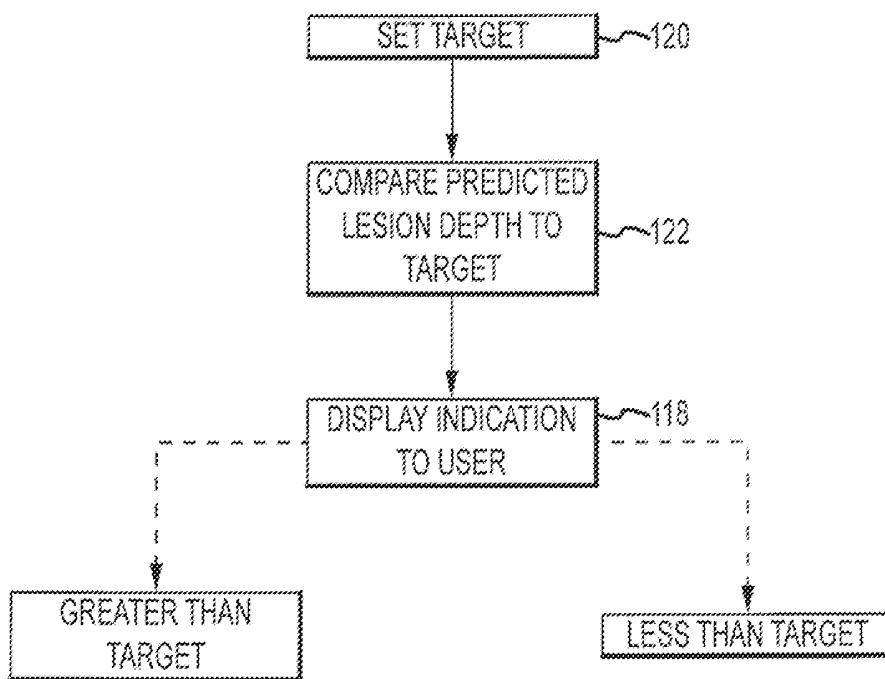 SET TARGET
120
COMPARE PREDICTED
LESION DEPTH TO
TARGET
122
DISPLAY INDICATION
TO USER
118
GREATER THAN
TARGET
LESS THAN TARGET